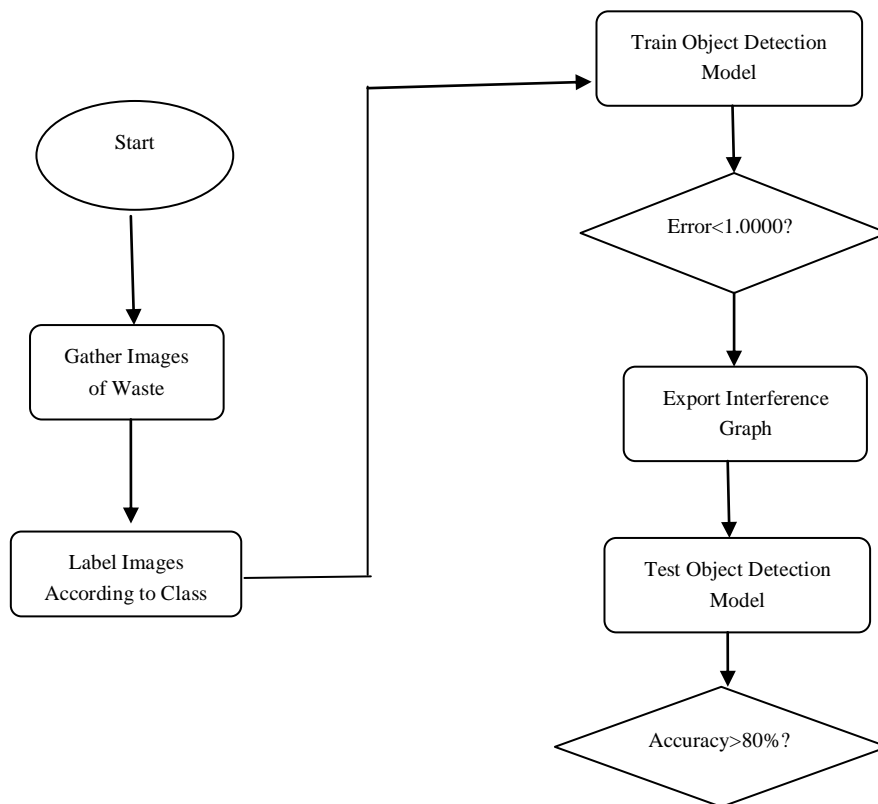 Start
Gather Images
of Waste
Label Images
According to Class
Train Object Detection
Model
Error<1.0000?
Export Interference
Graph
Test Object Detection
Model
Accuracy>80%?